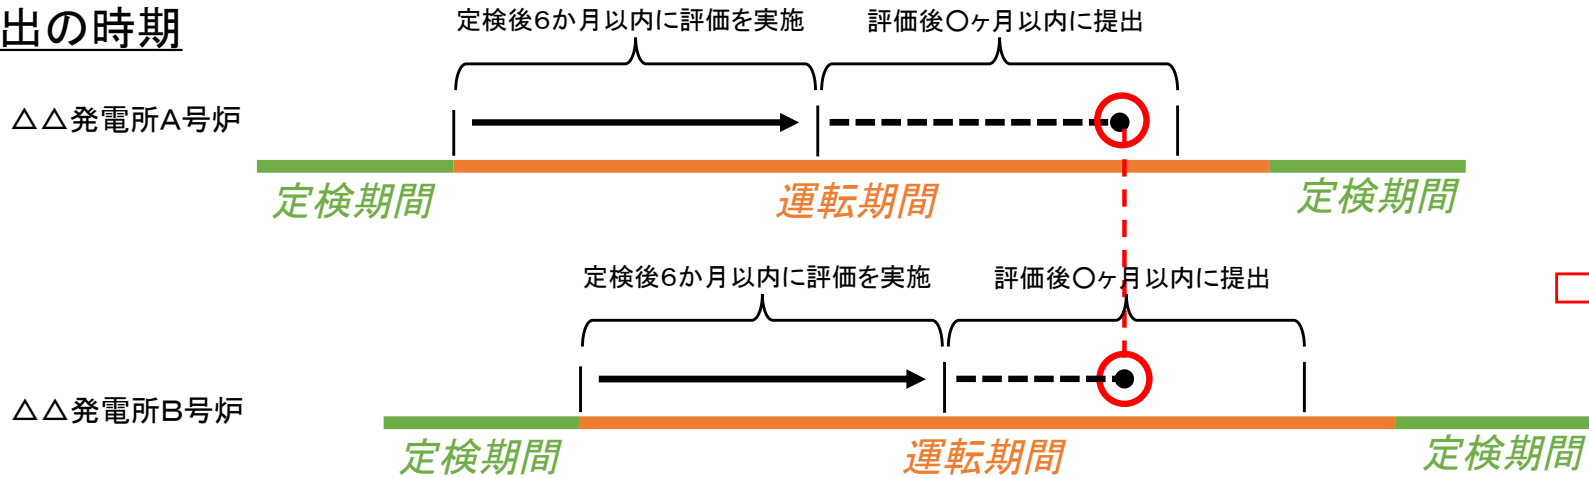 出の時期
定検後6か月以内に評価を実施
評価後〇ヶ月以内に提出
△△発電所A号炉
定検期間
運転期間
定検期間
定検後6か月以内に評価を実施
評価後〇ヶ月以内に提出
△△発電所B号炉
定検期間
運転期間
定検期間